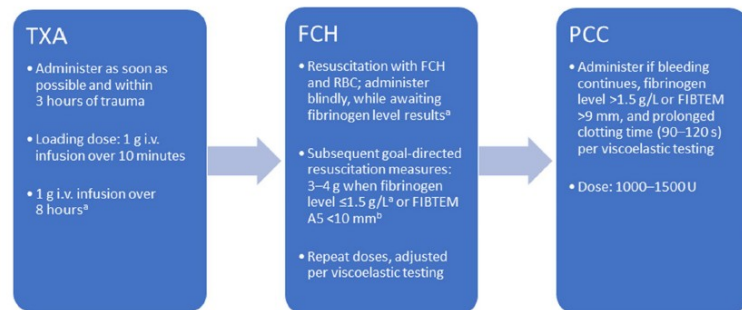 TXA
• Administer as soon as
possible and within
3 hours of trauma
• Loading dose: 1 g i.v.
infusion over 10 minutes
• 1 g i.v. infusion over
8 hoursᵃ
FCH
• Resuscitation with FCH
and RBC; administer
blindly, while awaiting
fibrinogen level resultsᵃ
• Subsequent goal-directed
resuscitation measures:
3–4 g when fibrinogen
level ≤1.5 g/Lᵃ or FIBTEM
A5 <10 mmᵇ
• Repeat doses, adjusted
per viscoelastic testing
PCC
• Administer if bleeding
continues, fibrinogen
level >1.5 g/L or FIBTEM
>9 mm, and prolonged
clotting time (90–120 s)
per viscoelastic testing
• Dose: 1000–1500 U